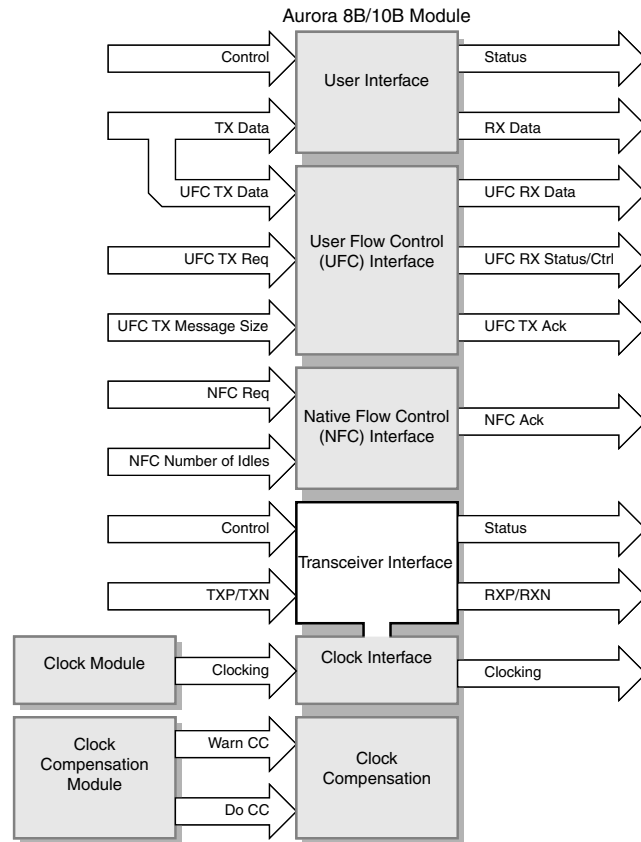 Aurora 8B/10B Module
Control
User Interface
Status
TX Data
RX Data
UFC TX Data
UFC RX Data
UFC TX Req
User Flow Control
(UFC) Interface
UFC RX Status/Ctrl
UFC TX Message Size
UFC TX Ack
NFC Req
Native Flow Control
(NFC) Interface
NFC Ack
NFC Number of Idles
Control
Status
Transceiver Interface
TXP/TXN
RXP/RXN
Clock Module
Clocking
Clock Interface
Clocking
Clock
Compensation
Module
Warn CC
Do CC
Clock
Compensation